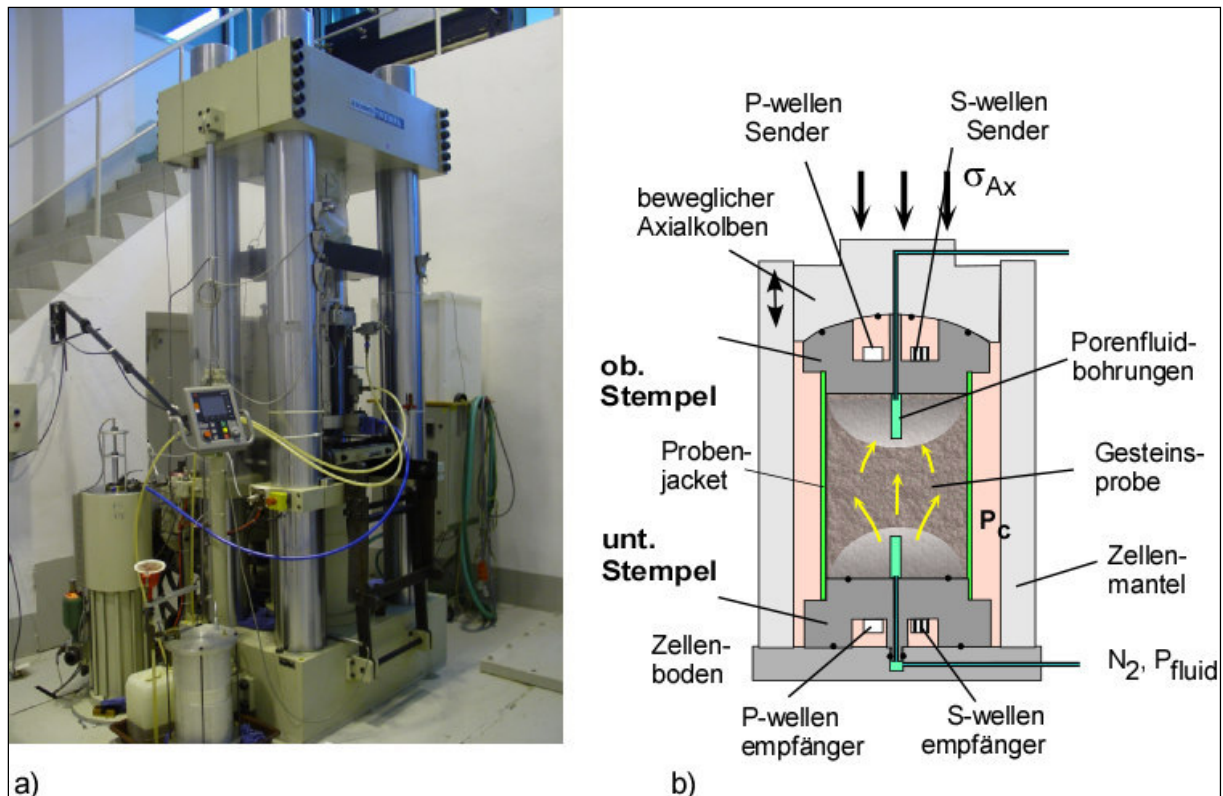 P-wellen
Sender
S-wellen
Sender
σAx
beweglicher
Axialkolben
ob.
Stempel
Porenfluid-
bohrungen
Proben-
jacket
Gesteins-
probe
Pc
unt.
Stempel
Zellen-
mantel
Zellen-
boden
N2, Pfluid
P-wellen
empfänger
S-wellen
empfänger
a)
b)